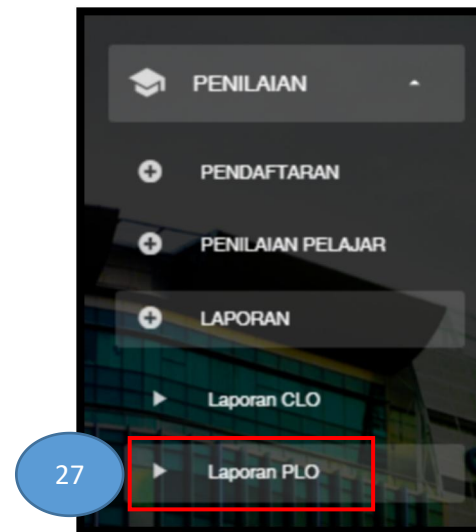 PENILAIAN
PENDAFTARAN
PENILAIAN PELAJAR
LAPORAN
Laporan CLO
27
Laporan PLO